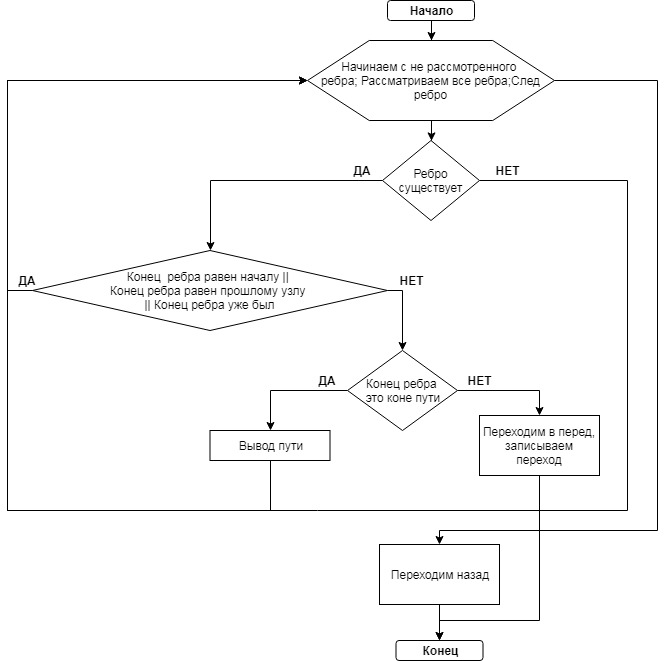 Начало
Начинаем с не рассмотренного
ребра; Рассматриваем все ребра;След
ребро
ДА
Ребро
существует
НЕТ
ДА
Конец ребра равен началу ||
Конец ребра равен прошлому узлу
|| Конец ребра уже был
НЕТ
ДА
Конец ребра
это коне пути
НЕТ
Вывод пути
Переходим в перед,
записываем
переход
Переходим назад
Конец